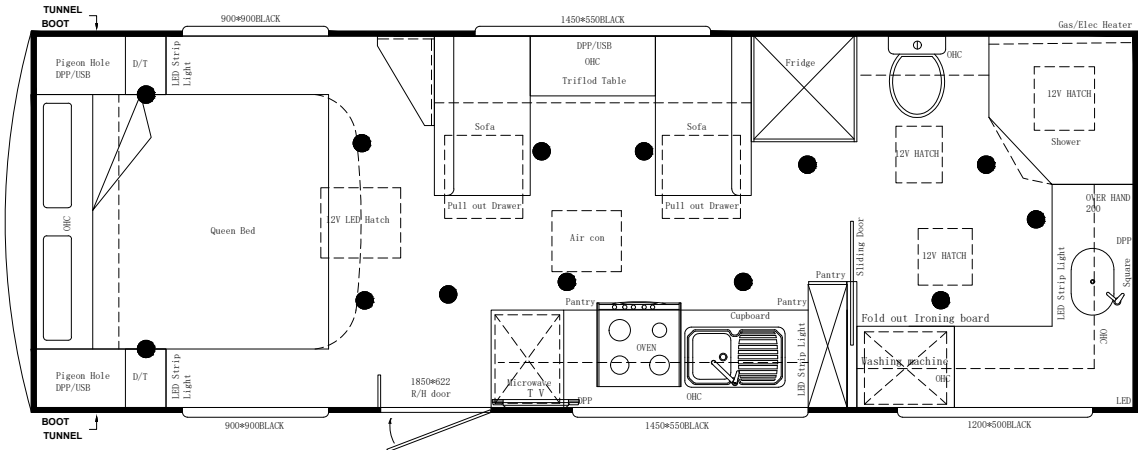 TUNNEL
BOOT
900*900BLACK
1450*550BLACK
Gas/Elec Heater
Pigeon Hole
DPP/USB
D/T
LED Strip
Light
DPP/USB
OHC
Triflod Table
Fridge
OHC
12V HATCH
Sofa
Sofa
12V HATCH
Shower
Pull out Drawer
Pull out Drawer
OVER HAND
200
OHC
Queen Bed
12V LED Hatch
Air con
Sliding Door
12V HATCH
LED Strip Light
DPP
Square
Pantry
Pantry
Pantry
Cupboard
Fold out Ironing board
OVEN
LED Strip Light
Washing machine
OHC
OHC
Pigeon Hole
DPP/USB
D/T
LED Strip
Light
1850*622
R/H door
Microwave
T V
DPP
OHC
LED
BOOT
TUNNEL
900*900BLACK
1450*550BLACK
1200*500BLACK